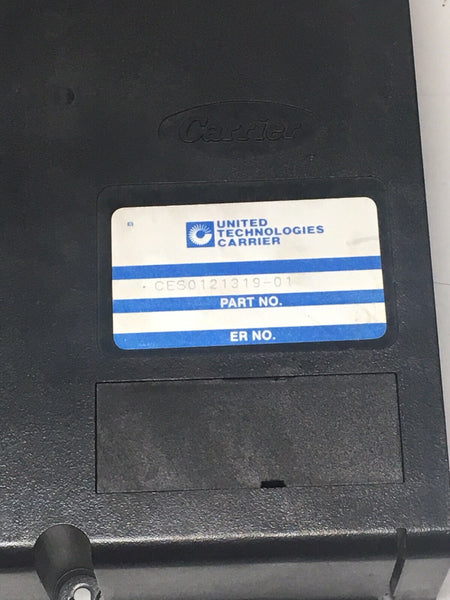 Carrier
UNITED
TECHNOLOGIES
CARRIER
CES0121319-01
PART NO.
ER NO.